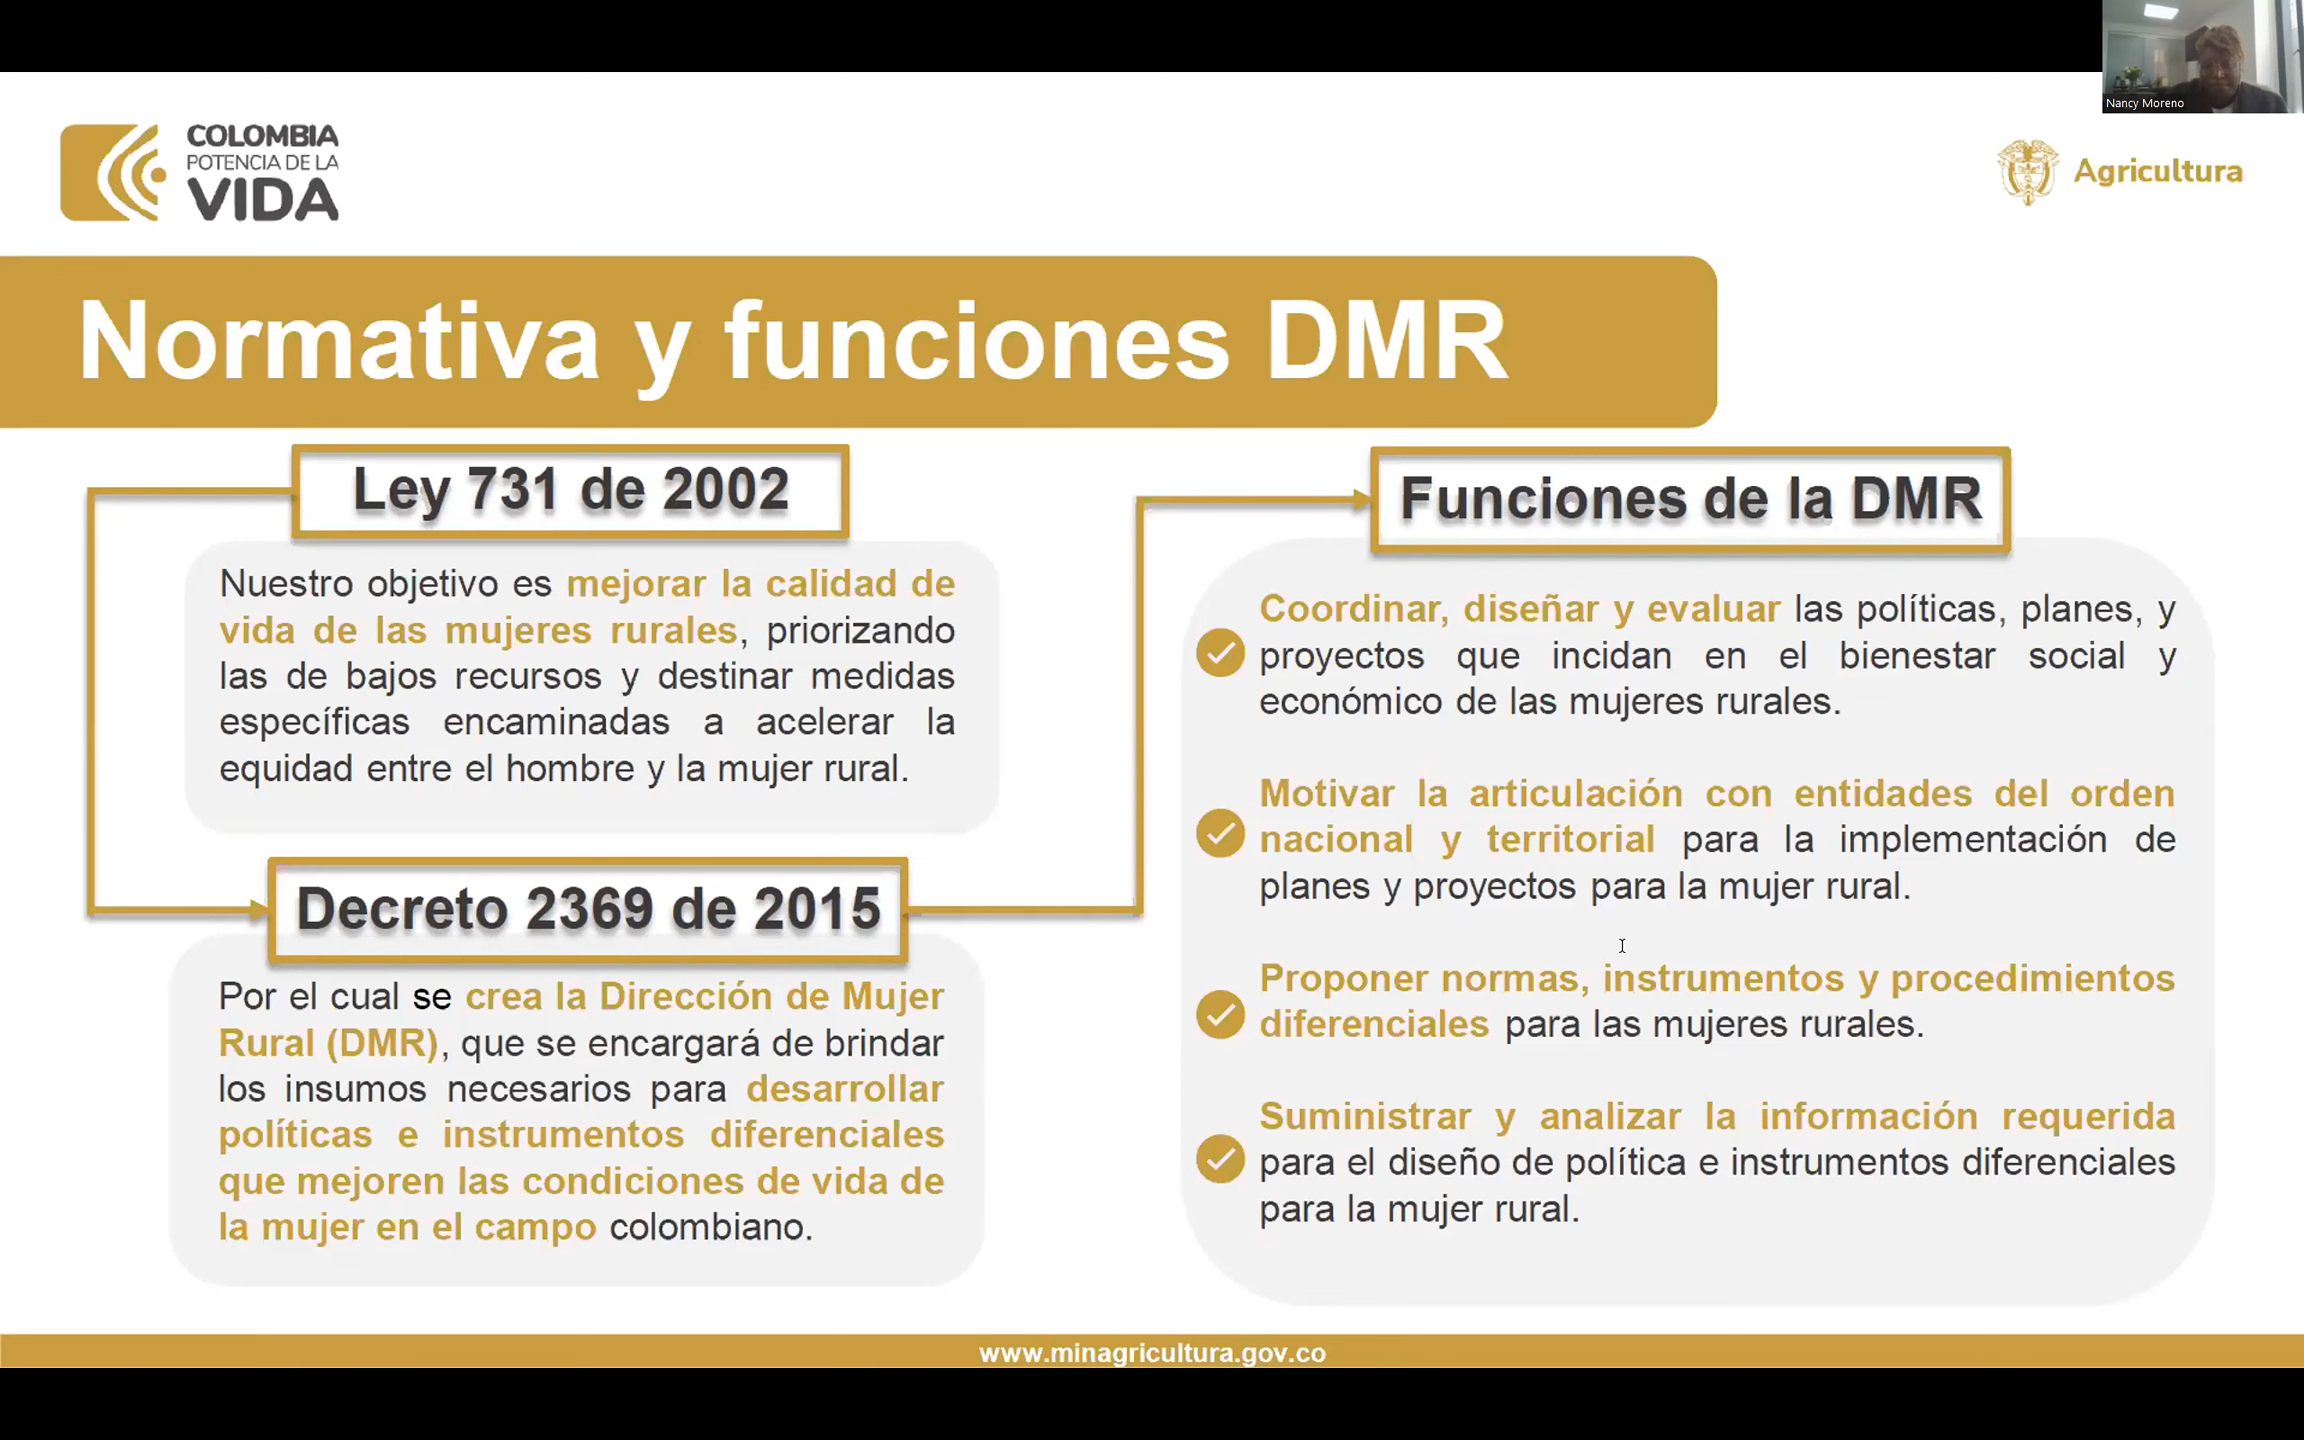 Nancy Moreno
COLOMBIA
POTENCIA DE LA
VIDA
Agricultura
Normativa y funciones DMR
Ley 731 de 2002
Nuestro objetivo es mejorar la calidad de
vida de las mujeres rurales, priorizando
las de bajos recursos y destinar medidas
específicas encaminadas a acelerar la
equidad entre el hombre y la mujer rural.
Decreto 2369 de 2015
Por el cual se crea la Dirección de Mujer
Rural (DMR), que se encargará de brindar
los insumos necesarios para desarrollar
políticas e instrumentos diferenciales
que mejoren las condiciones de vida de
la mujer en el campo colombiano.
Funciones de la DMR
Coordinar, diseñar y evaluar las políticas, planes, y
proyectos que incidan en el bienestar social y
económico de las mujeres rurales.
Motivar la articulación con entidades del orden
nacional y territorial para la implementación de
planes y proyectos para la mujer rural.
Proponer normas, instrumentos y procedimientos
diferenciales para las mujeres rurales.
Suministrar y analizar la información requerida
para el diseño de política e instrumentos diferenciales
para la mujer rural.
www.minagricultura.gov.co